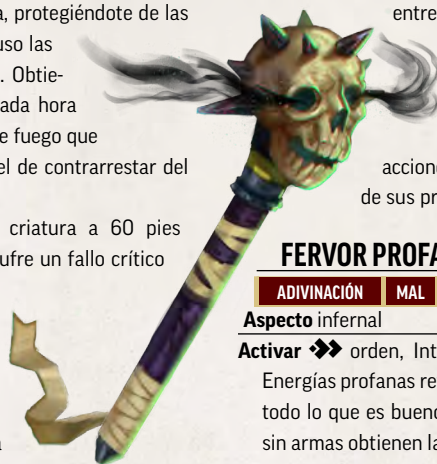 a, protegiéndote de las
uso las
. Obtie-
ada hora
e fuego que
el de contrarrestar del
criatura a 60 pies
ufre un fallo crítico
a
entre
accion
de sus pr
FERVOR PROFA
ADIVINACIÓN MAL
Aspecto infernal
Activar orden, Int
Energías profanas re
todo lo que es bueno
sin armas obtienen la